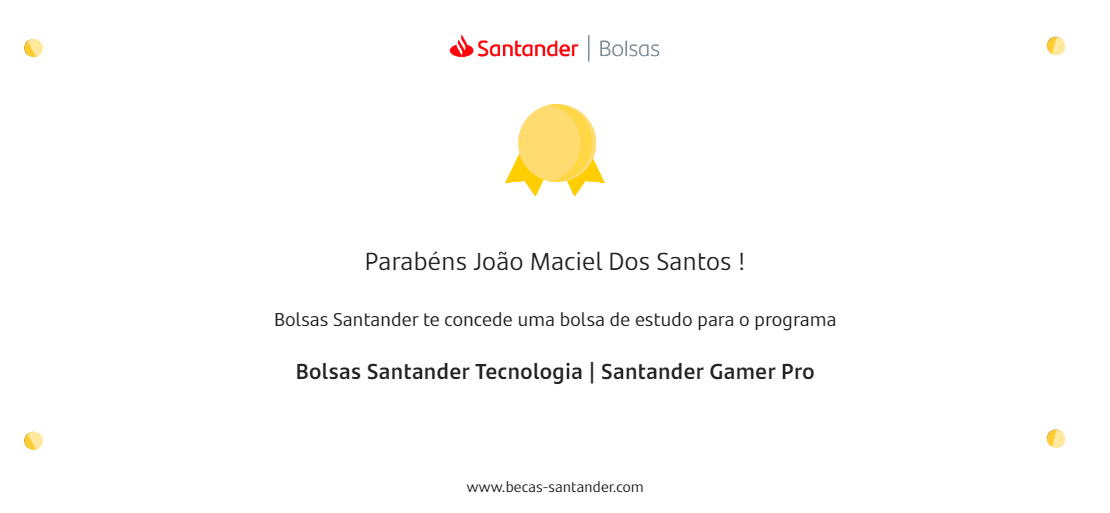 Santander | Bolsas
Parabéns João Maciel Dos Santos !
Bolsas Santander te concede uma bolsa de estudo para o programa
Bolsas Santander Tecnologia | Santander Gamer Pro
www.becas-santander.com